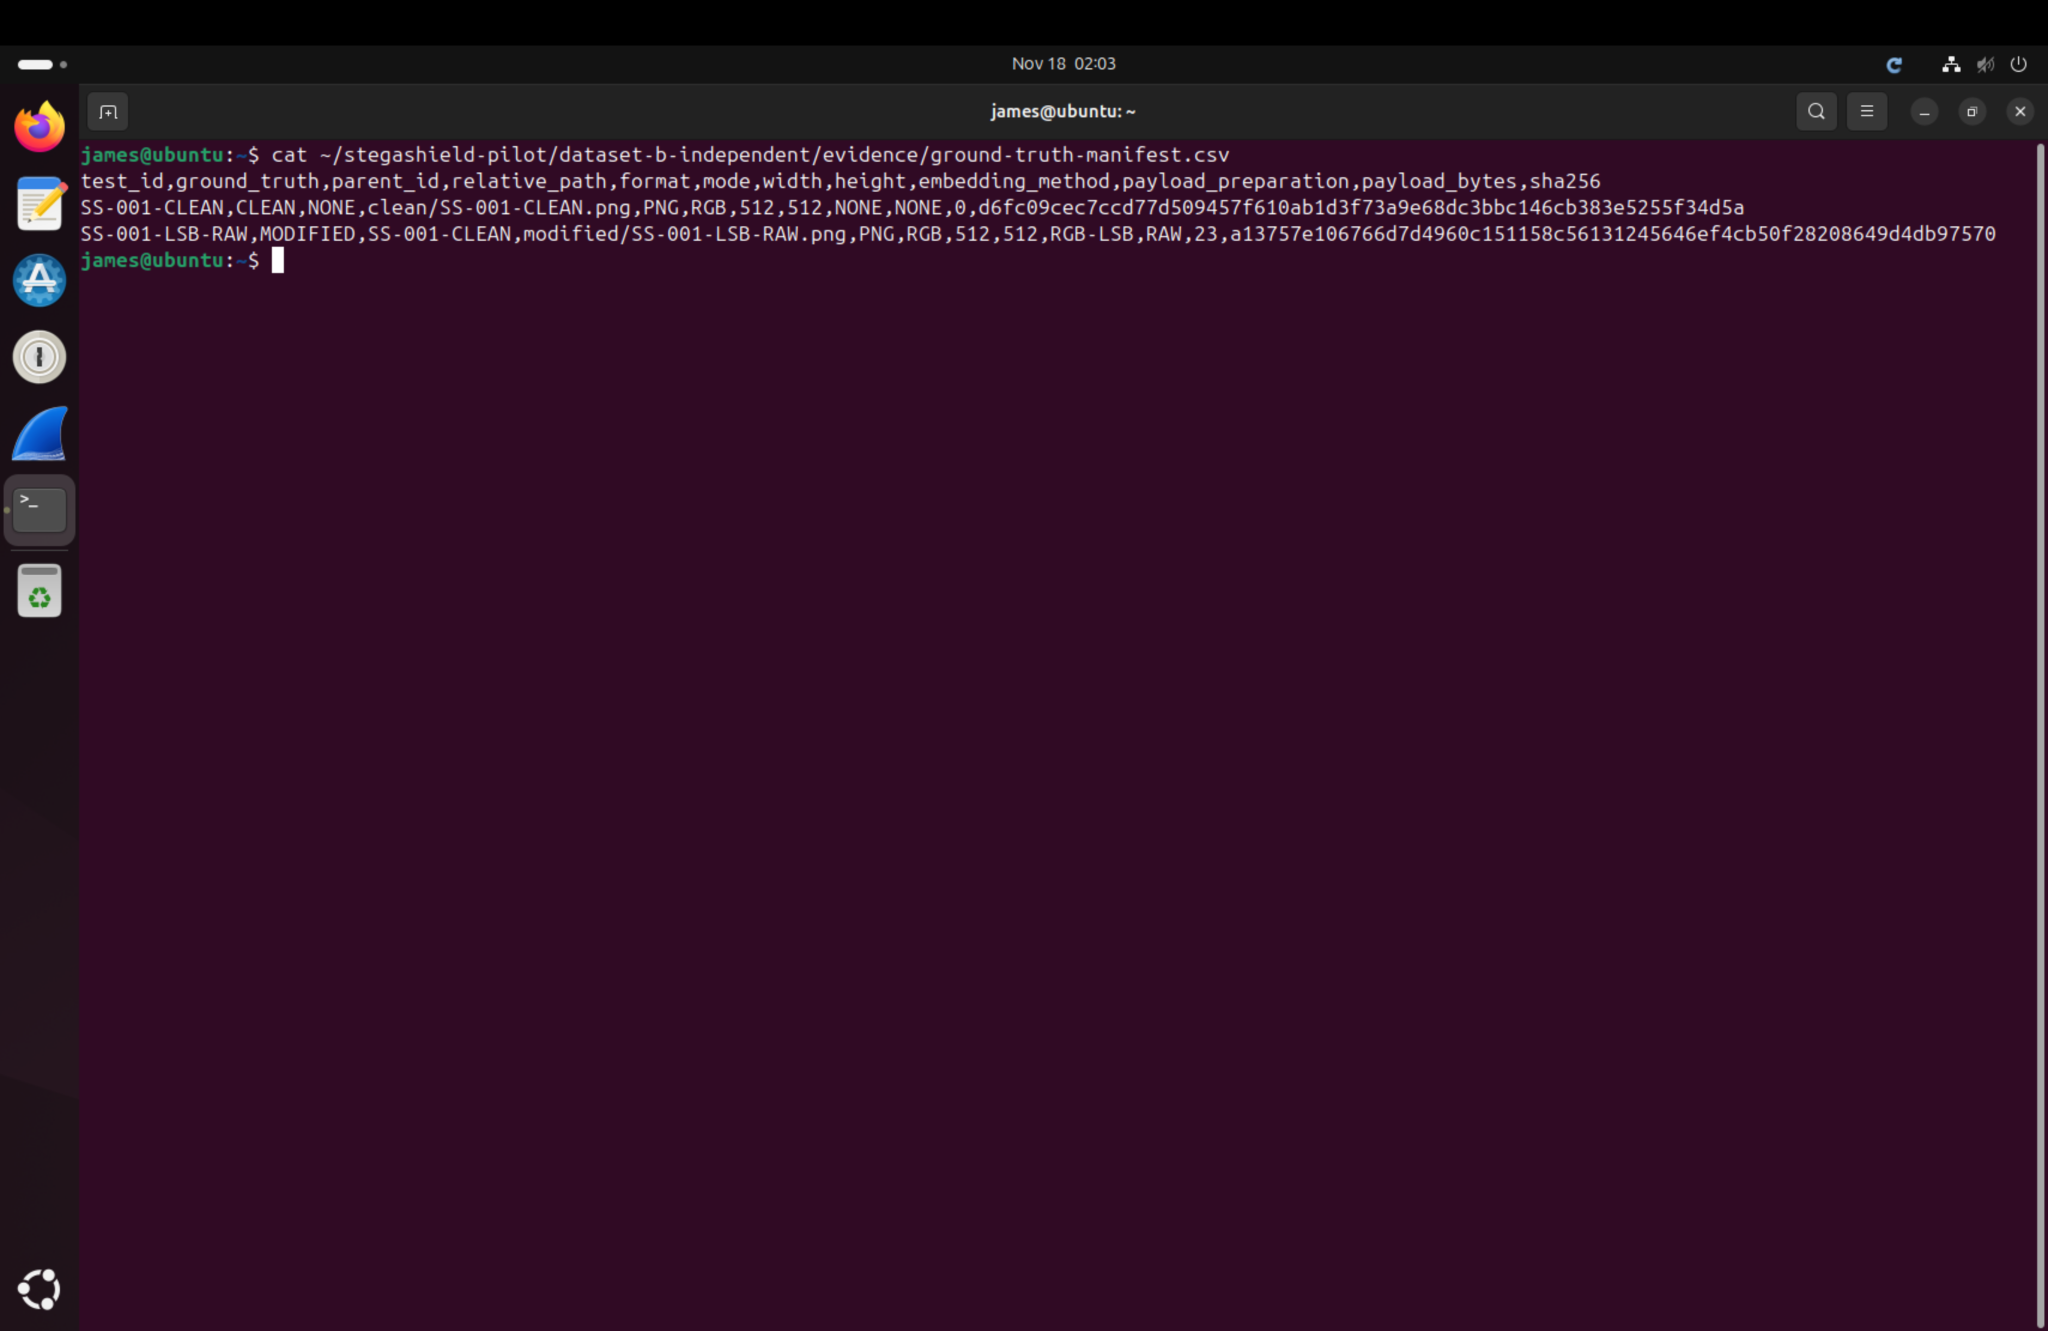 Nov 18 02:03
james@ubuntu: ~
james@ubuntu:~$ cat ~/stegashield-pilot/dataset-b-independent/evidence/ground-truth-manifest.csv
test_id,ground_truth,parent_id,relative_path,format,mode,width,height,embedding_method,payload_preparation,payload_bytes,sha256
SS-001-CLEAN,CLEAN,NONE,clean/SS-001-CLEAN.png,PNG,RGB,512,512,NONE,NONE,0,d6fc09cec7ccd77d509457f610ab1d3f73a9e68dc3bbc146cb383e5255f34d5a
SS-001-LSB-RAW,MODIFIED,SS-001-CLEAN,modified/SS-001-LSB-RAW.png,PNG,RGB,512,512,RGB-LSB,RAW,23,a13757e106766d7d4960c151158c56131245646ef4cb50f28208649d4db97570
james@ubuntu:~$